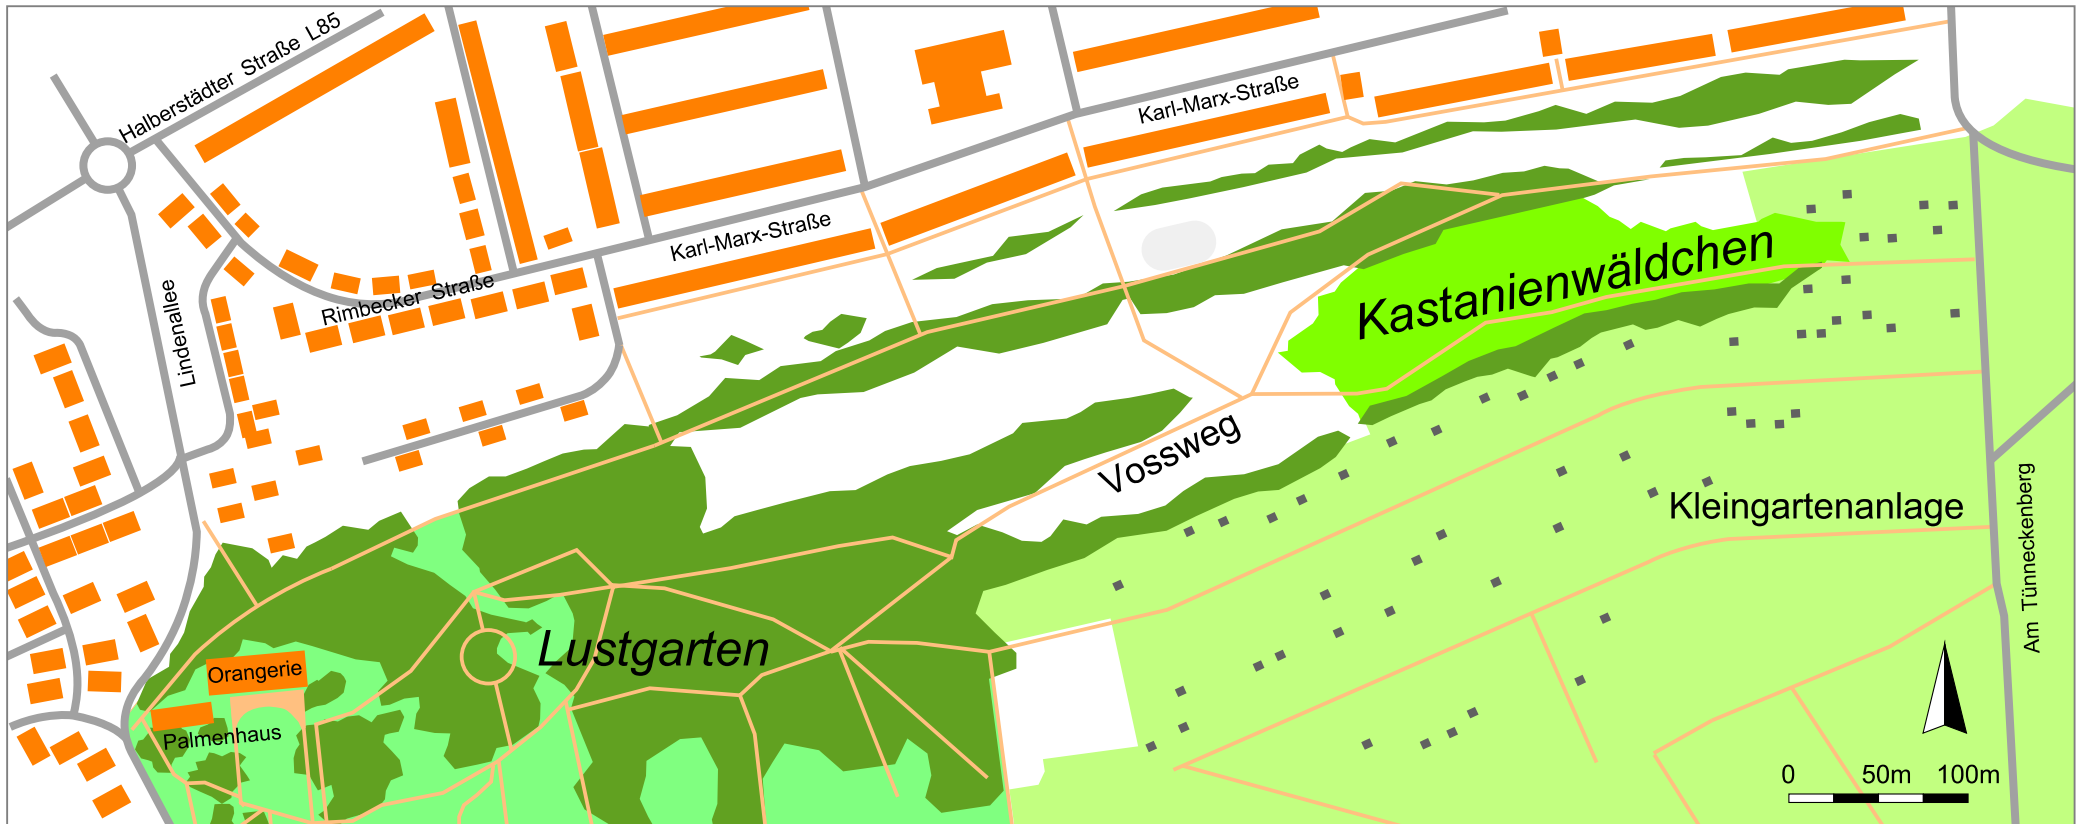 Halberstädter Straße L85
Karl-Marx-Straße
Karl-Marx-Straße
Kastanienwäldchen
Rimbecker Straße
Lindenallee
Vossweg
Kleingartenanlage
Am Tünneckenberg
Lustgarten
Orangerie
Palmenhaus
0 50m 100m